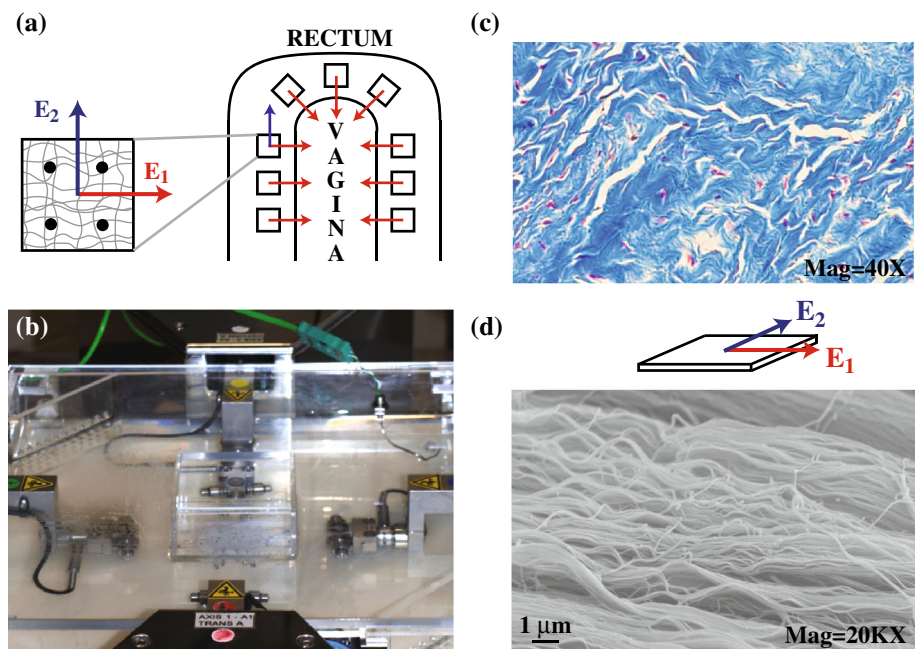 (a)
RECTUM
E2
E1
V
A
G
I
N
A
(b)
AXIS 1 - A1
TRANS A
(c)
Mag=40X
(d)
E2
E1
1 μm
Mag=20KX